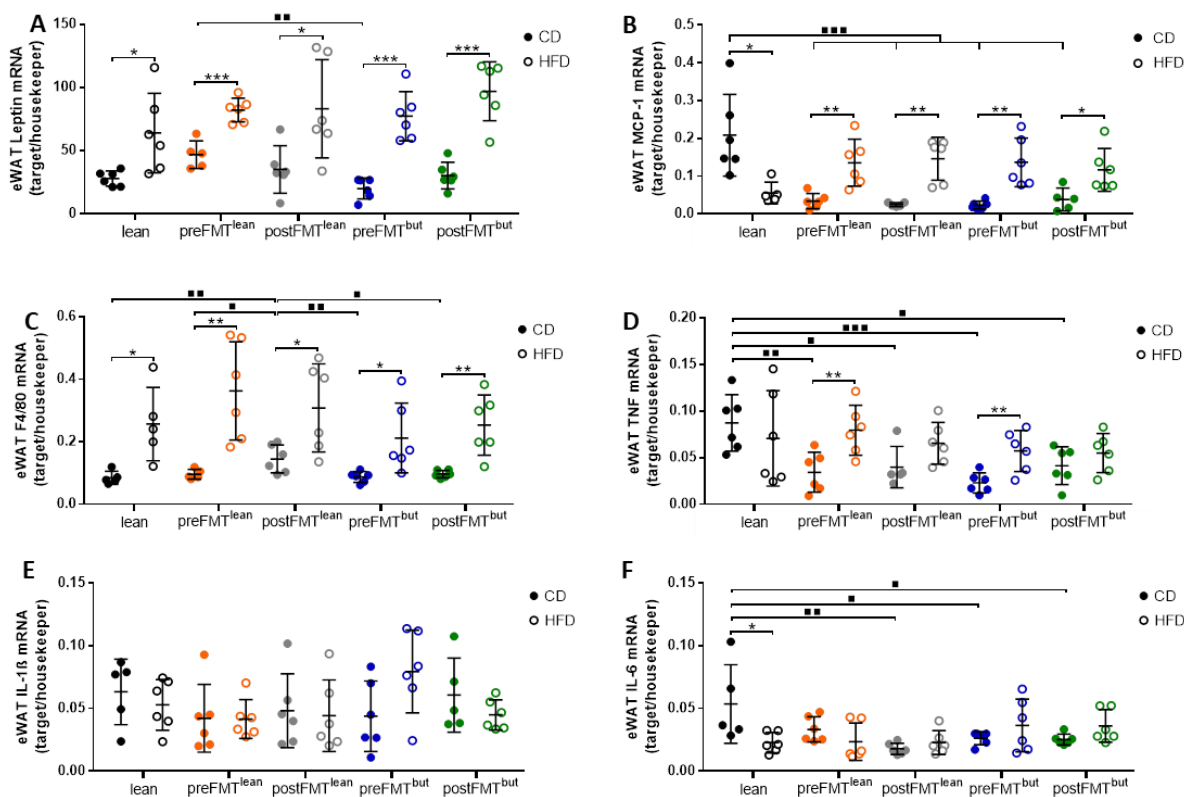 A
eWAT Leptin mRNA
(target/housekeeper)
150
100
50
0
■■
*
***
*
***
***
CD
HFD
lean
preFMTlean
postFMTlean
preFMTbut
postFMTbut
B
eWAT MCP-1 mRNA
(target/housekeeper)
0.5
0.4
0.3
0.2
0.1
0.0
■■■
*
**
**
**
*
CD
HFD
lean
preFMTlean
postFMTlean
preFMTbut
postFMTbut
C
eWAT F4/80 mRNA
(target/housekeeper)
0.6
0.4
0.2
0.0
■■
■
■
■■
*
**
*
*
**
CD
HFD
lean
preFMTlean
postFMTlean
preFMTbut
postFMTbut
D
eWAT TNF mRNA
(target/housekeeper)
0.20
0.15
0.10
0.05
0.00
■
■■■
■
■■
**
**
CD
HFD
lean
preFMTlean
postFMTlean
preFMTbut
postFMTbut
E
eWAT IL-1ß mRNA
(target/housekeeper)
0.15
0.10
0.05
0.00
CD
HFD
lean
preFMTlean
postFMTlean
preFMTbut
postFMTbut
F
eWAT IL-6 mRNA
(target/housekeeper)
0.15
0.10
0.05
0.00
■
■
■■
*
CD
HFD
lean
preFMTlean
postFMTlean
preFMTbut
postFMTbut